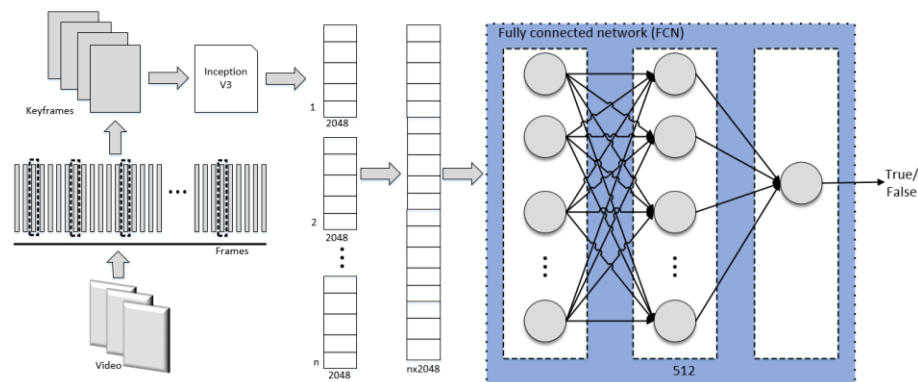 Keyframes
Inception
V3
Frames
Video
1
2048
2
2048
n
2048
nx2048
Fully connected network (FCN)
512
True/
False